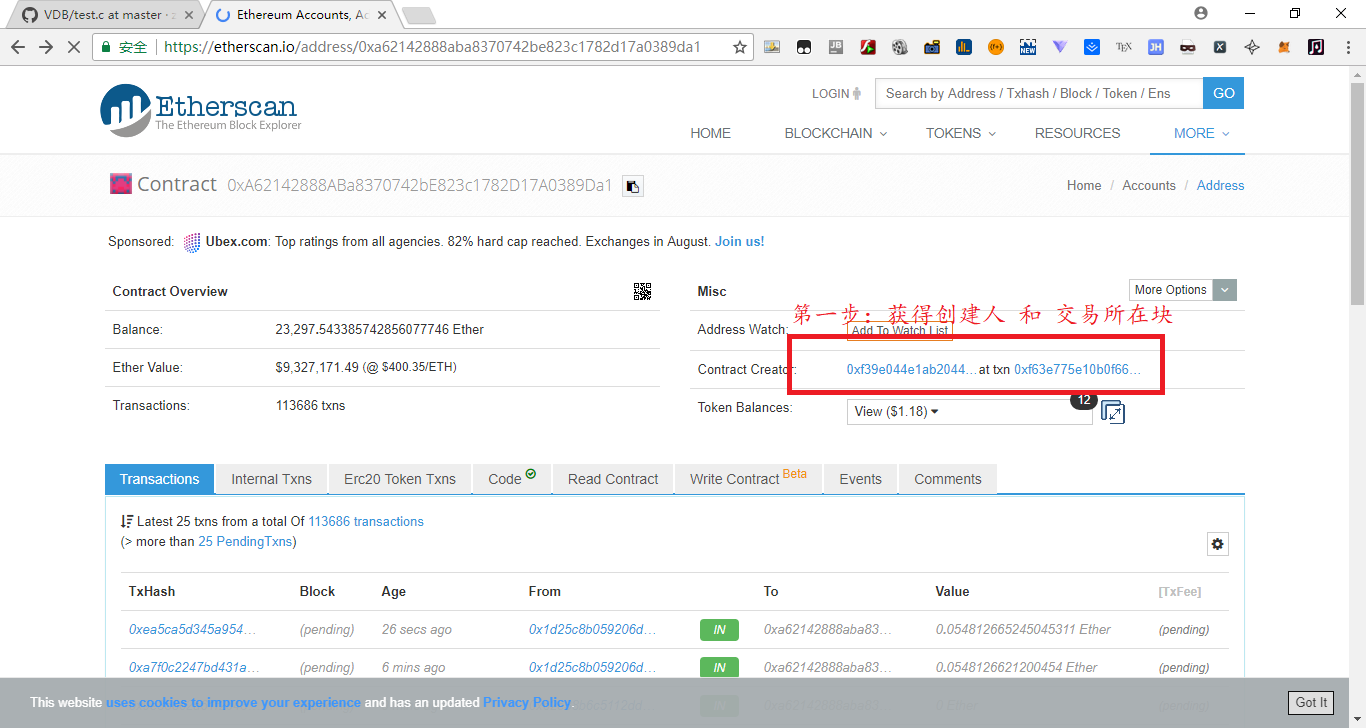 VDB/test.c at master ·
Ethereum Accounts, Ac
安全 https://etherscan.io/address/0xa62142888aba8370742be823c1782d17a0389da1
Etherscan
The Ethereum Block Explorer
LOGIN
Search by Address / Txhash / Block / Token / Ens
GO
HOME BLOCKCHAIN TOKENS RESOURCES MORE
Contract 0xA62142888ABa8370742bE823c1782D17A0389Da1
Home / Accounts / Address
Sponsored: Ubex.com: Top ratings from all agencies. 82% hard cap reached. Exchanges in August. Join us!
Contract Overview
Balance: 23,297.543385742856077746 Ether
Ether Value: $9,327,171.49 (@ $400.35/ETH)
Transactions: 113686 txns
Misc
More Options
第一步：获得创建人 和 交易所在块
Address Watch: Add To Watch List
Contract Creator: 0xf39e044e1ab2044... at txn 0xf63e775e10b0f66...
Token Balances: View ($1.18)
12
Transactions Internal Txns Erc20 Token Txns Code Read Contract Write Contract Beta Events Comments
Latest 25 txns from a total Of 113686 transactions
(> more than 25 PendingTxns)
TxHash Block Age From To Value [TxFee]
0xea5ca5d345a954... (pending) 26 secs ago 0x1d25c8b059206d... IN 0xa62142888aba83... 0.054812665245045311 Ether (pending)
0xa7f0c2247bd431a... (pending) 6 mins ago 0x1d25c8b059206d... IN 0xa62142888aba83... 0.0548126621200454 Ether (pending)
This website uses cookies to improve your experience and has an updated Privacy Policy.
Got It